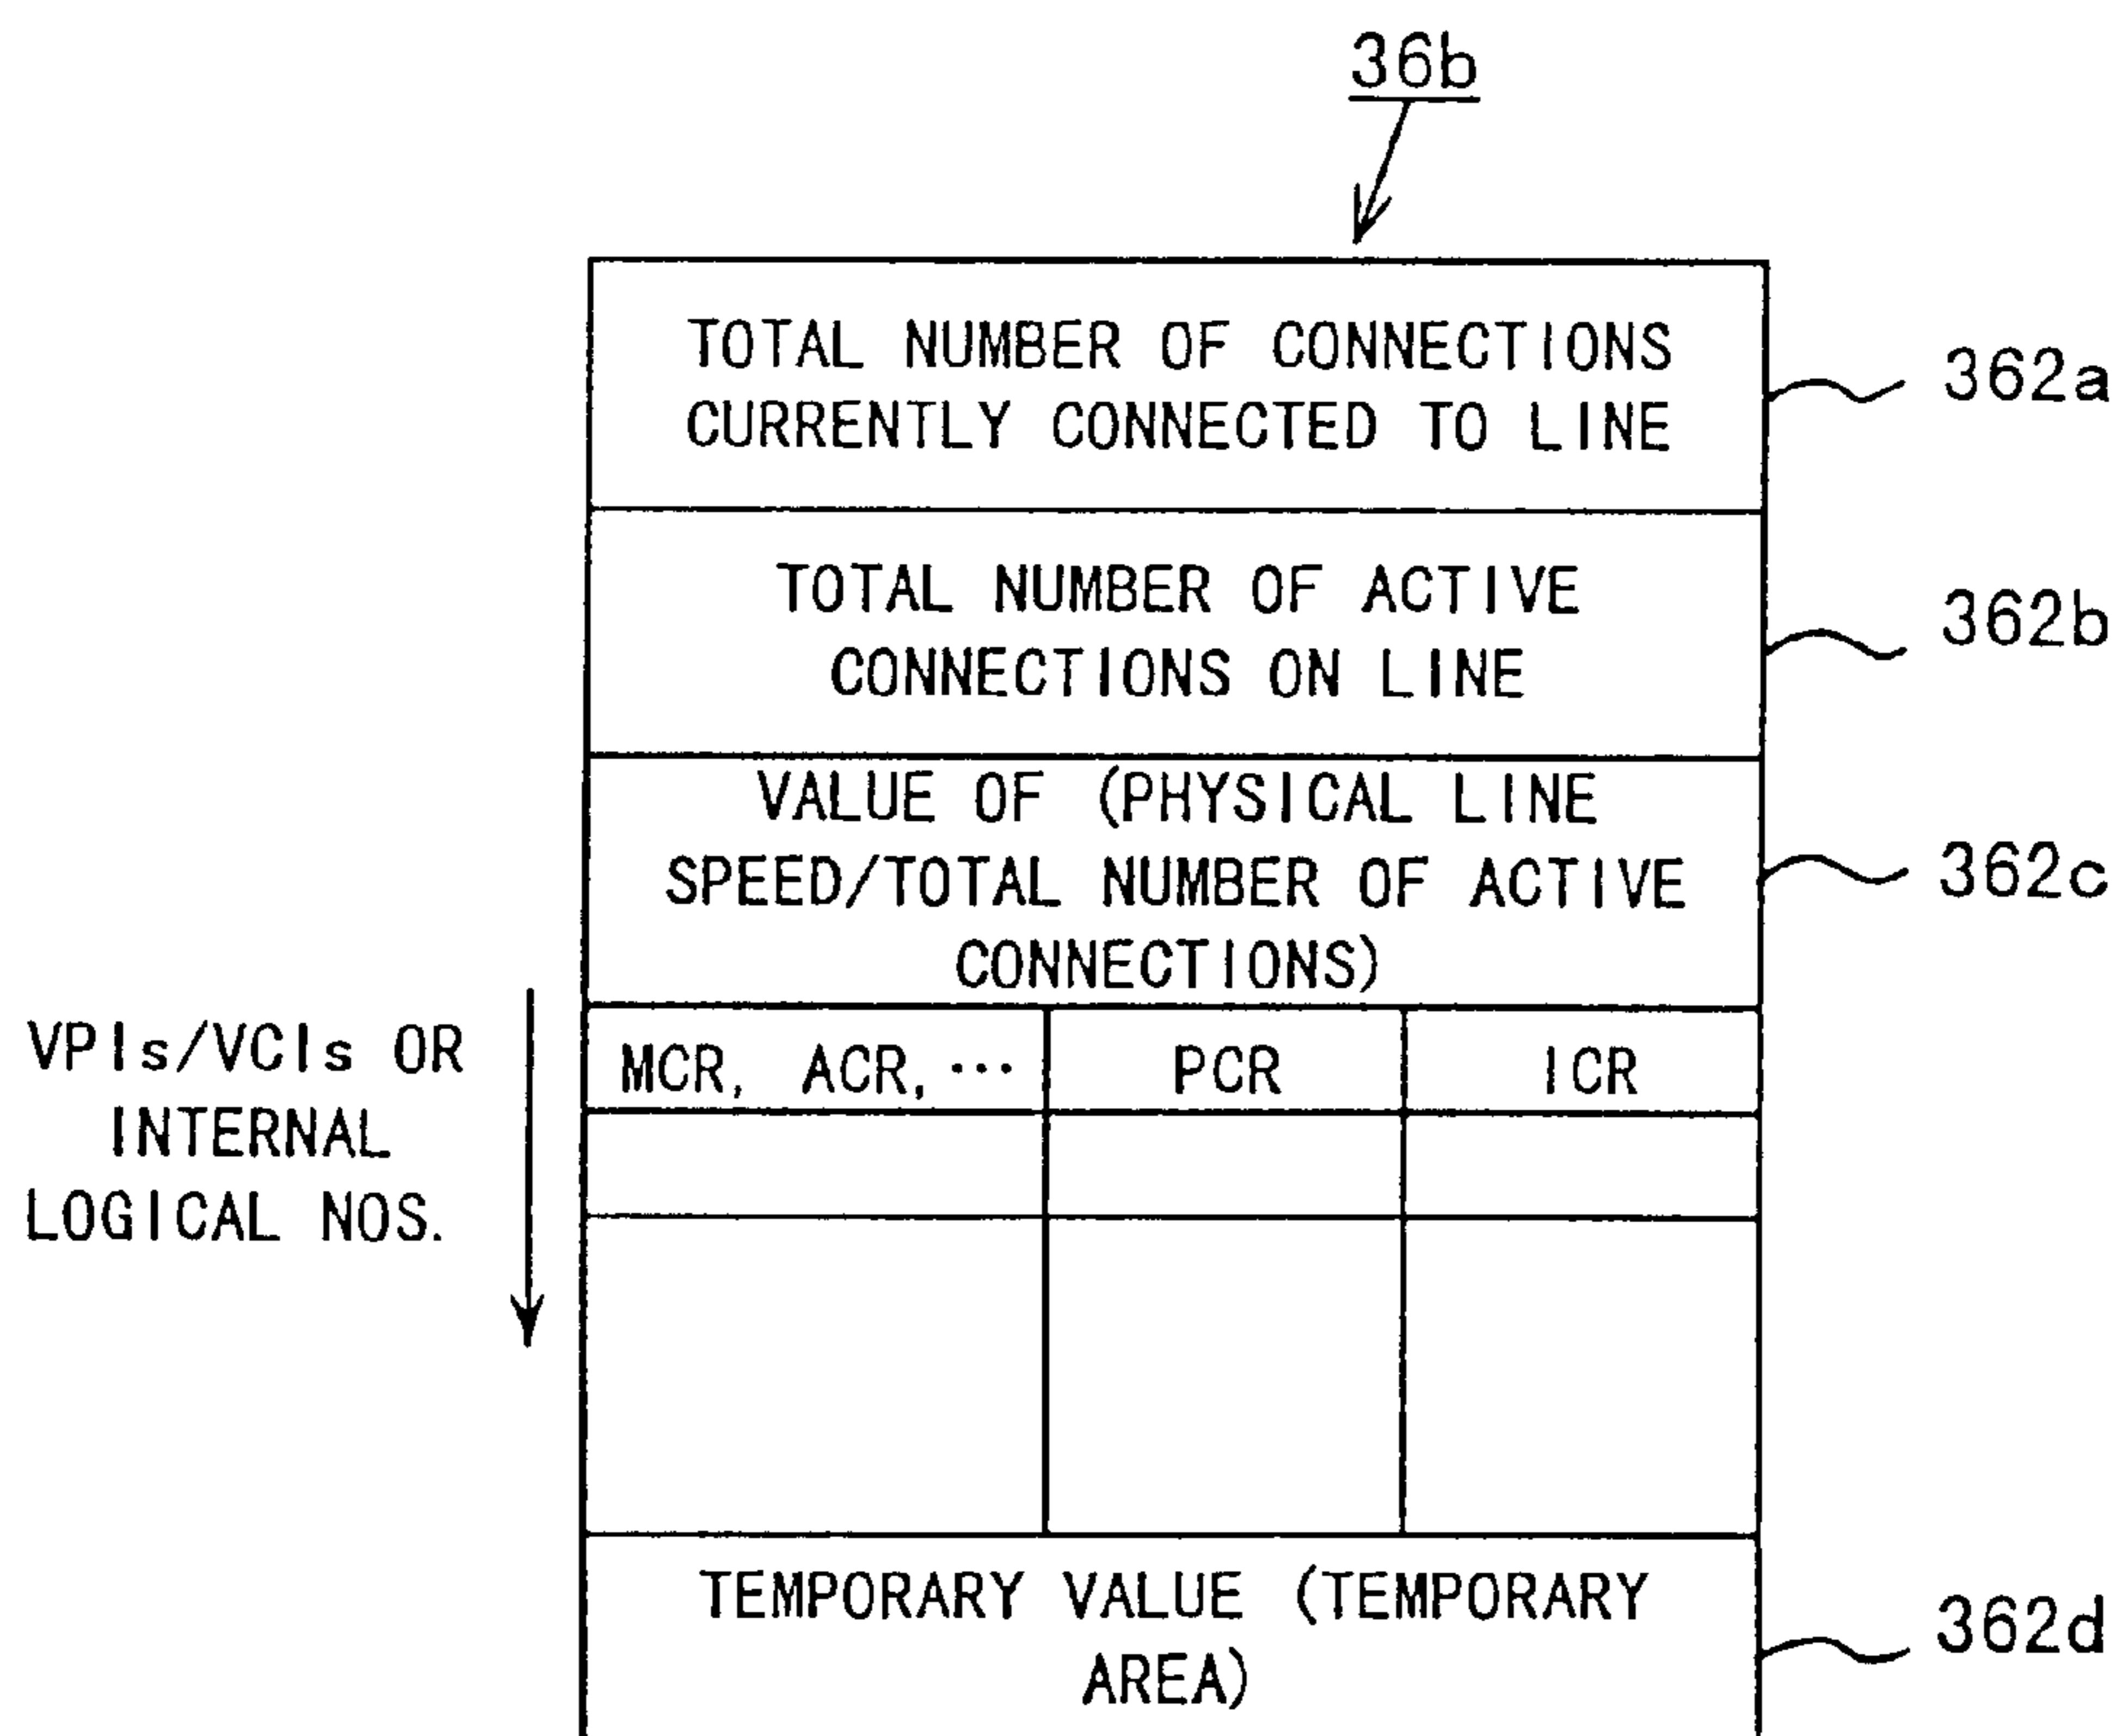 36b
TOTAL NUMBER OF CONNECTIONS
CURRENTLY CONNECTED TO LINE
362a
TOTAL NUMBER OF ACTIVE
CONNECTIONS ON LINE
362b
VALUE OF (PHYSICAL LINE
SPEED/TOTAL NUMBER OF ACTIVE
CONNECTIONS)
362c
VPIs/VCIs OR
INTERNAL
LOGICAL NOS.
MCR, ACR, ··· PCR ICR
TEMPORARY VALUE (TEMPORARY
AREA)
362d